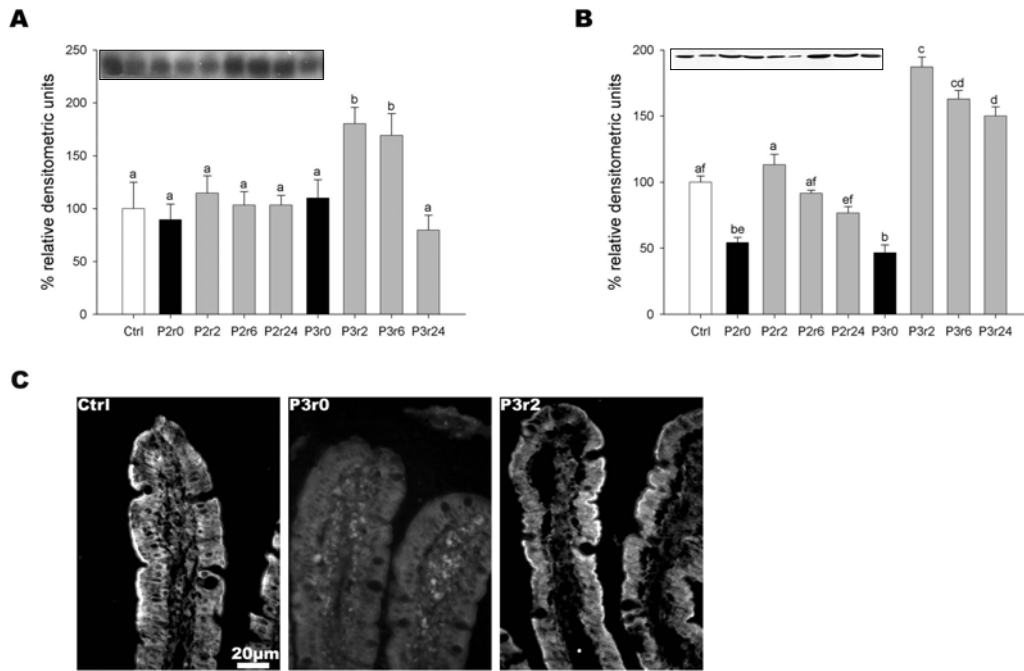 A
% relative densitometric units
250
200
150
100
50
0
a
a
a
a
a
a
b
b
a
Ctrl P2r0 P2r2 P2r6 P2r24 P3r0 P3r2 P3r6 P3r24
B
% relative densitometric units
200
150
100
50
0
af
be
a
af
ef
b
c
cd
d
Ctrl P2r0 P2r2 P2r6 P2r24 P3r0 P3r2 P3r6 P3r24
C
Ctrl
P3r0
P3r2
20µm